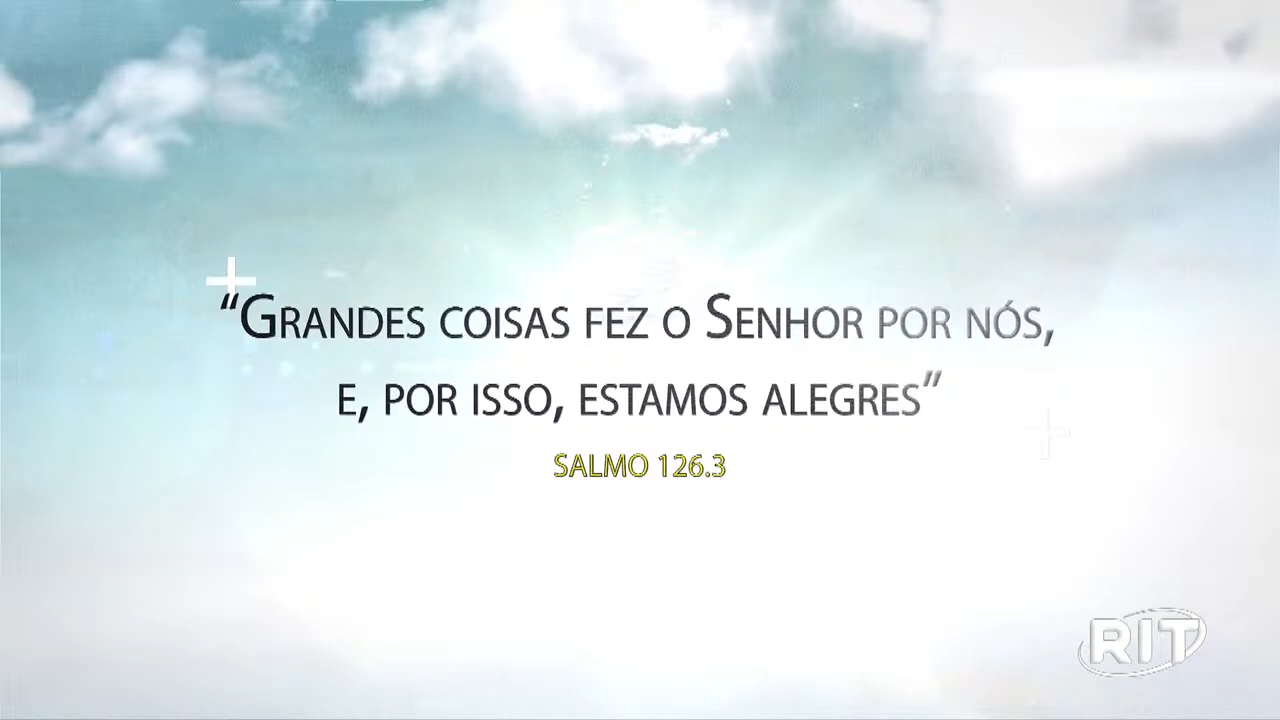 “Grandes coisas fez o Senhor por nós,
e, por isso, estamos alegres”
SALMO 126.3
RIT